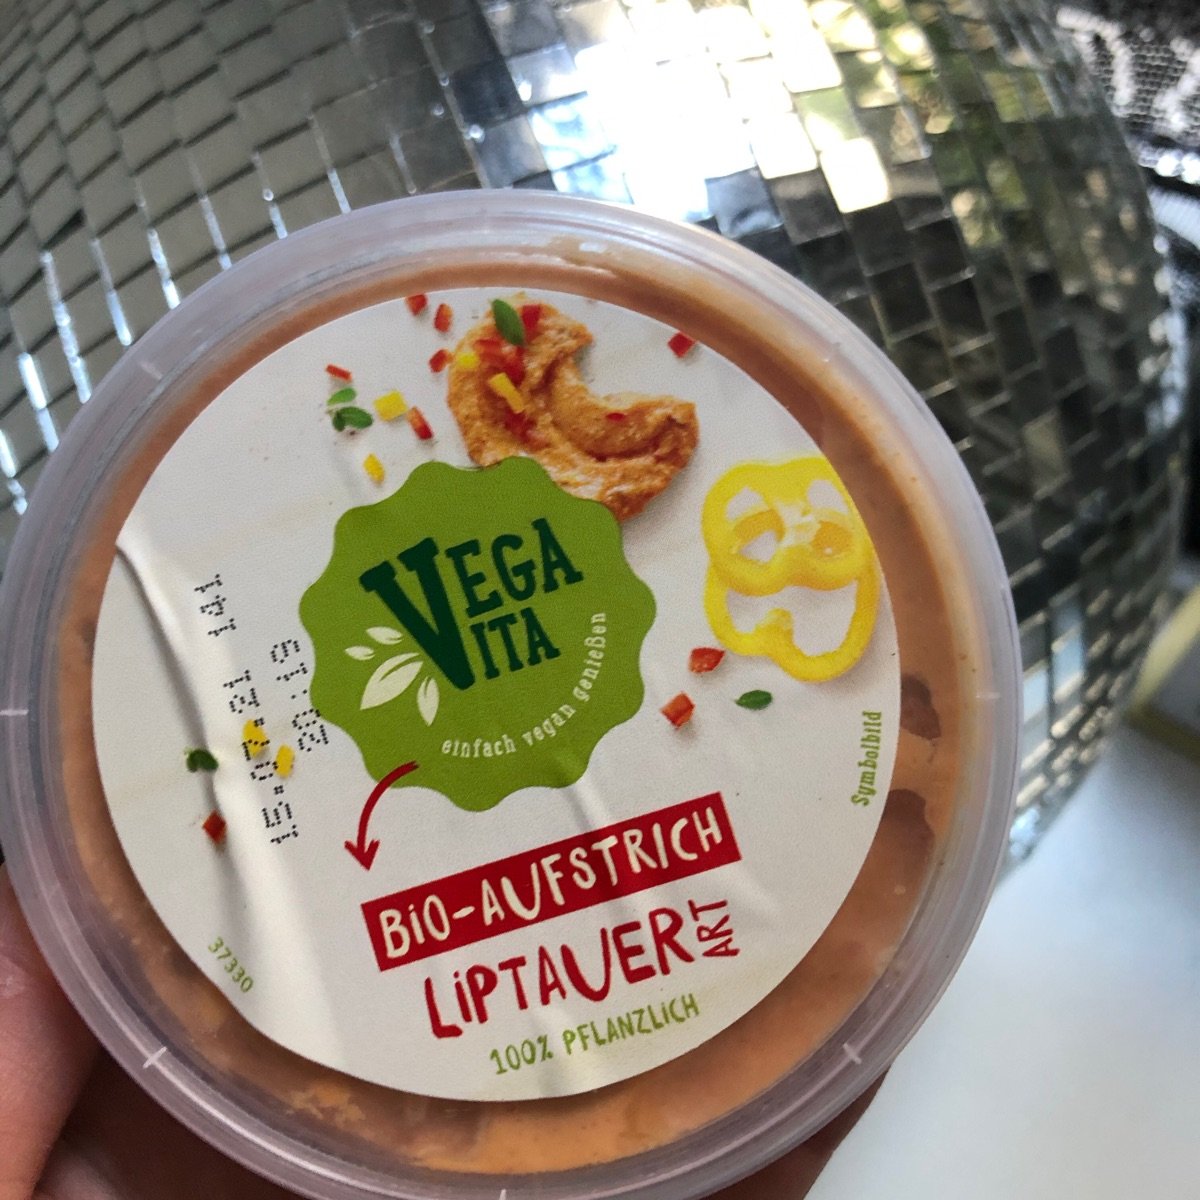 VEGA
VITA
einfach vegan genießen
BIO-AUFSTRICH
LIPTAUER ART
100% PFLANZLICH
Symbolbild
15.07.21 141
20:19
37330